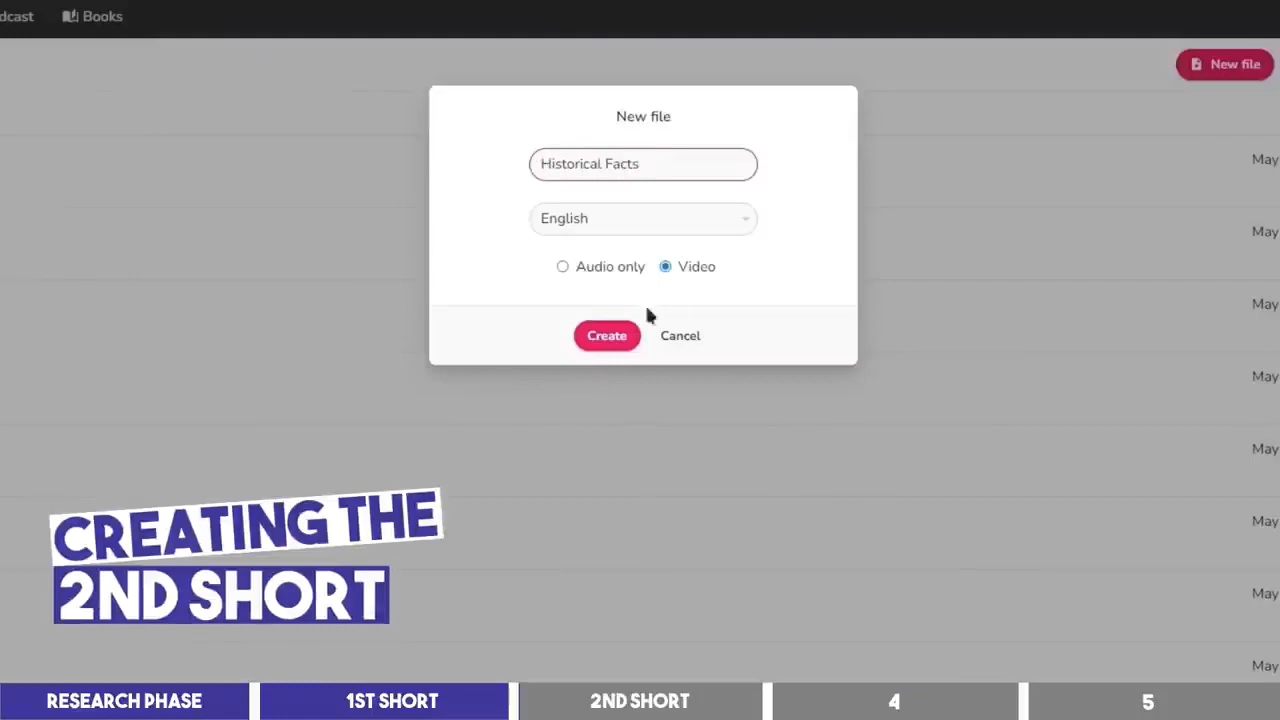 dcast Books
New file
New file
Historical Facts
English
Audio only Video
Create Cancel
May
May
May
May
May
May
May
May
CREATING THE
2ND SHORT
RESEARCH PHASE 1ST SHORT 2ND SHORT 4 5